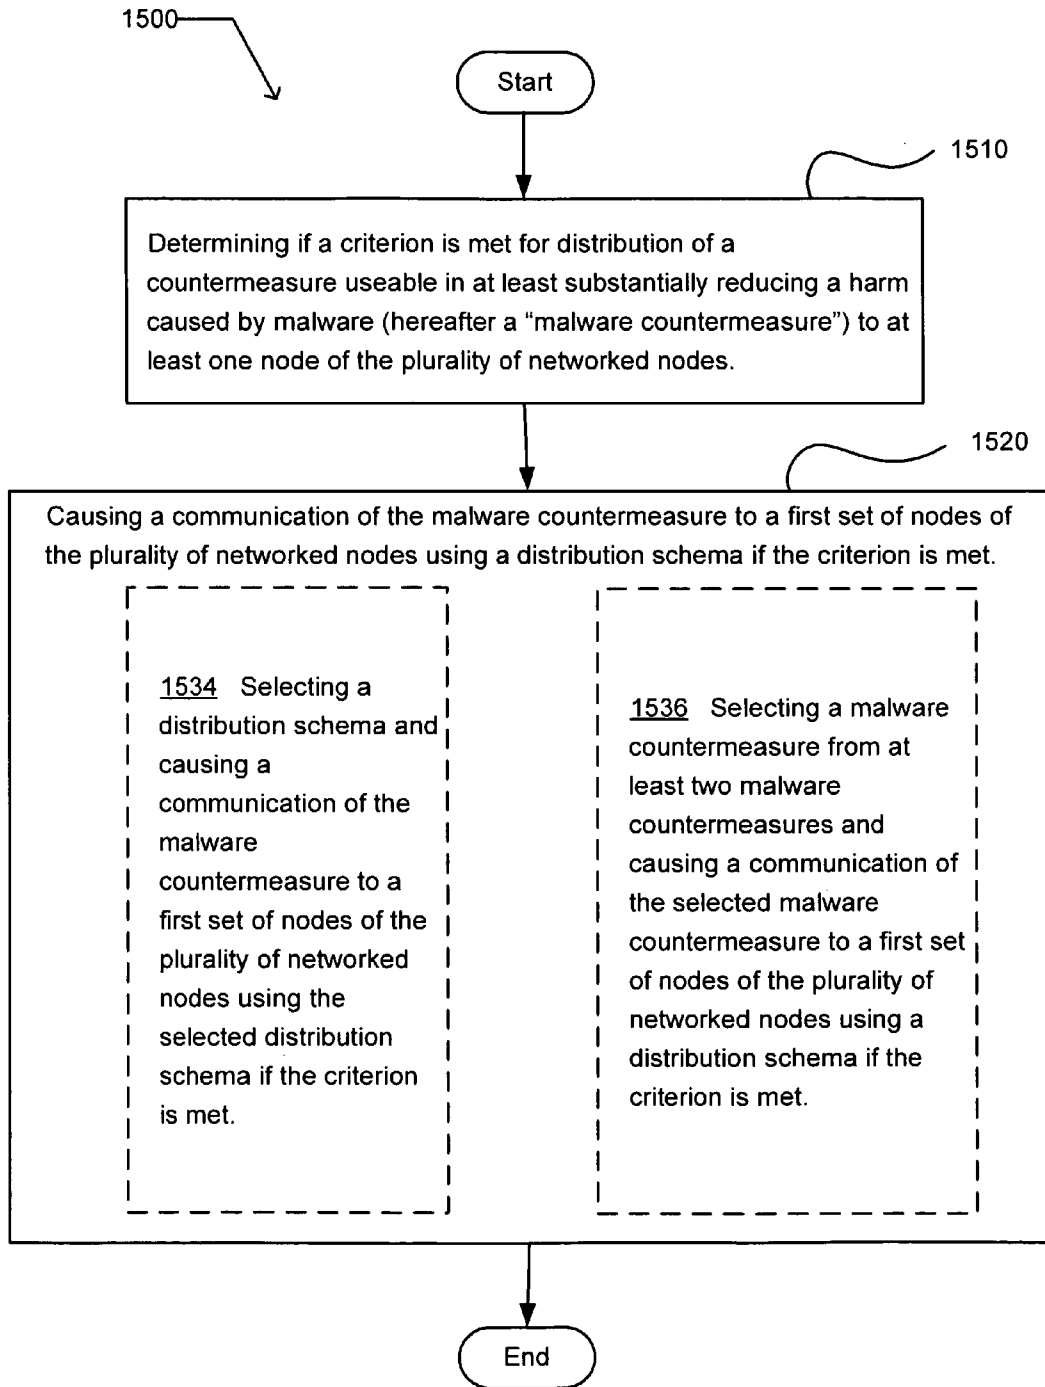 1500
Start
1510
Determining if a criterion is met for distribution of a
countermeasure useable in at least substantially reducing a harm
caused by malware (hereafter a “malware countermeasure”) to at
least one node of the plurality of networked nodes.
1520
Causing a communication of the malware countermeasure to a first set of nodes of
the plurality of networked nodes using a distribution schema if the criterion is met.
1534 Selecting a
distribution schema and
causing a
communication of the
malware
countermeasure to a
first set of nodes of the
plurality of networked
nodes using the
selected distribution
schema if the criterion
is met.
1536 Selecting a malware
countermeasure from at
least two malware
countermeasures and
causing a communication of
the selected malware
countermeasure to a first set
of nodes of the plurality of
networked nodes using a
distribution schema if the
criterion is met.
End